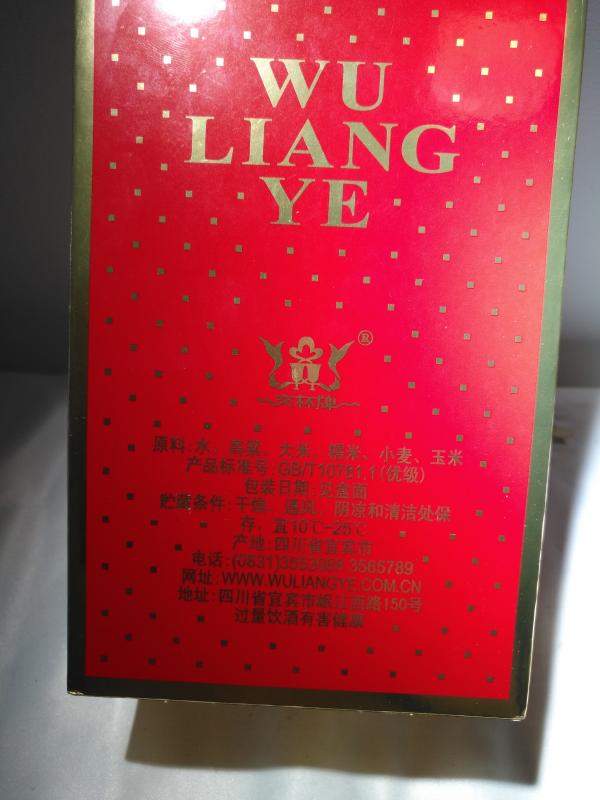 WU
LIANG
YE
®
交杯牌
原料:水、高粱、大米、糯米、小麦、玉米
产品标准号:GB/T10781.1(优级)
包装日期:见盒面
贮藏条件:干燥、通风、阴凉和清洁处保
存，宜10℃-25℃
产地:四川省宜宾市
电话:(0831)3553988 3565789
网址:WWW.WULIANGYE.COM.CN
地址:四川省宜宾市岷江西路150号
过量饮酒有害健康